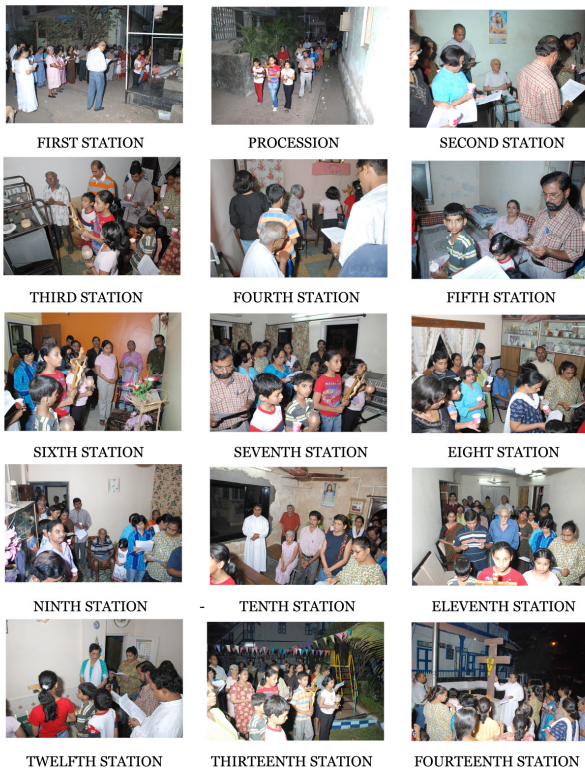 FIRST STATION
PROCESSION
SECOND STATION
THIRD STATION
FOURTH STATION
FIFTH STATION
SIXTH STATION
SEVENTH STATION
EIGHT STATION
NINTH STATION
- TENTH STATION
ELEVENTH STATION
TWELFTH STATION
THIRTEENTH STATION
FOURTEENTH STATION